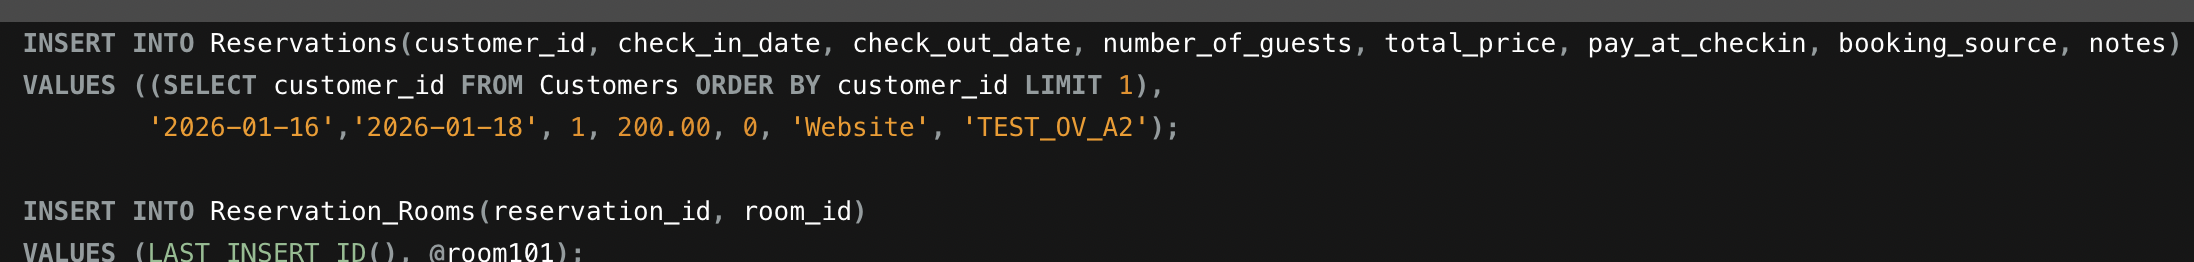 INSERT INTO Reservations(customer_id, check_in_date, check_out_date, number_of_guests, total_price, pay_at_checkin, booking_source, notes)
VALUES ((SELECT customer_id FROM Customers ORDER BY customer_id LIMIT 1),
'2026-01-16','2026-01-18', 1, 200.00, 0, 'Website', 'TEST_OV_A2');
INSERT INTO Reservation_Rooms(reservation_id, room_id)
VALUES (LAST_INSERT_ID(), @room101);